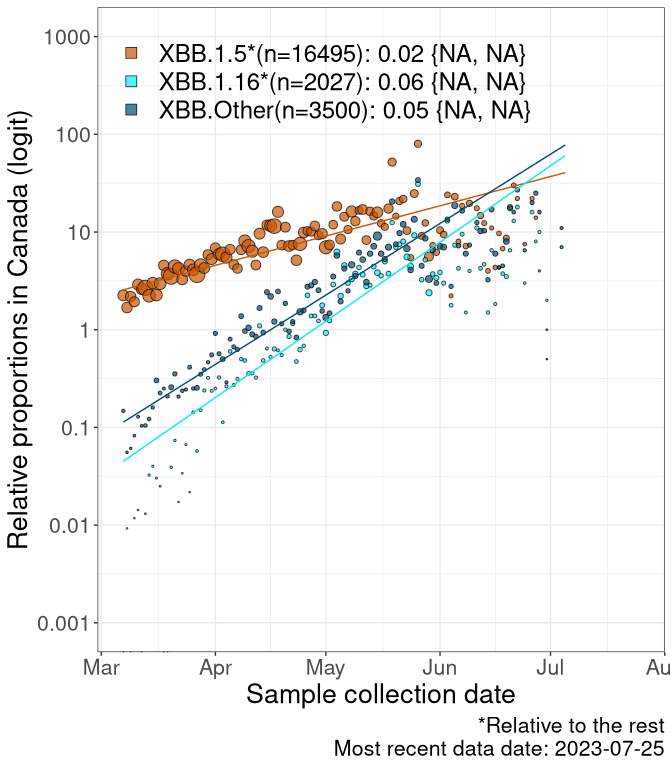 1000
100
10
1
0.1
0.01
0.001
Relative proportions in Canada (logit)
XBB.1.5*(n=16495): 0.02 {NA, NA}
XBB.1.16*(n=2027): 0.06 {NA, NA}
XBB.Other(n=3500): 0.05 {NA, NA}
Mar Apr May Jun Jul Au
Sample collection date
*Relative to the rest
Most recent data date: 2023-07-25